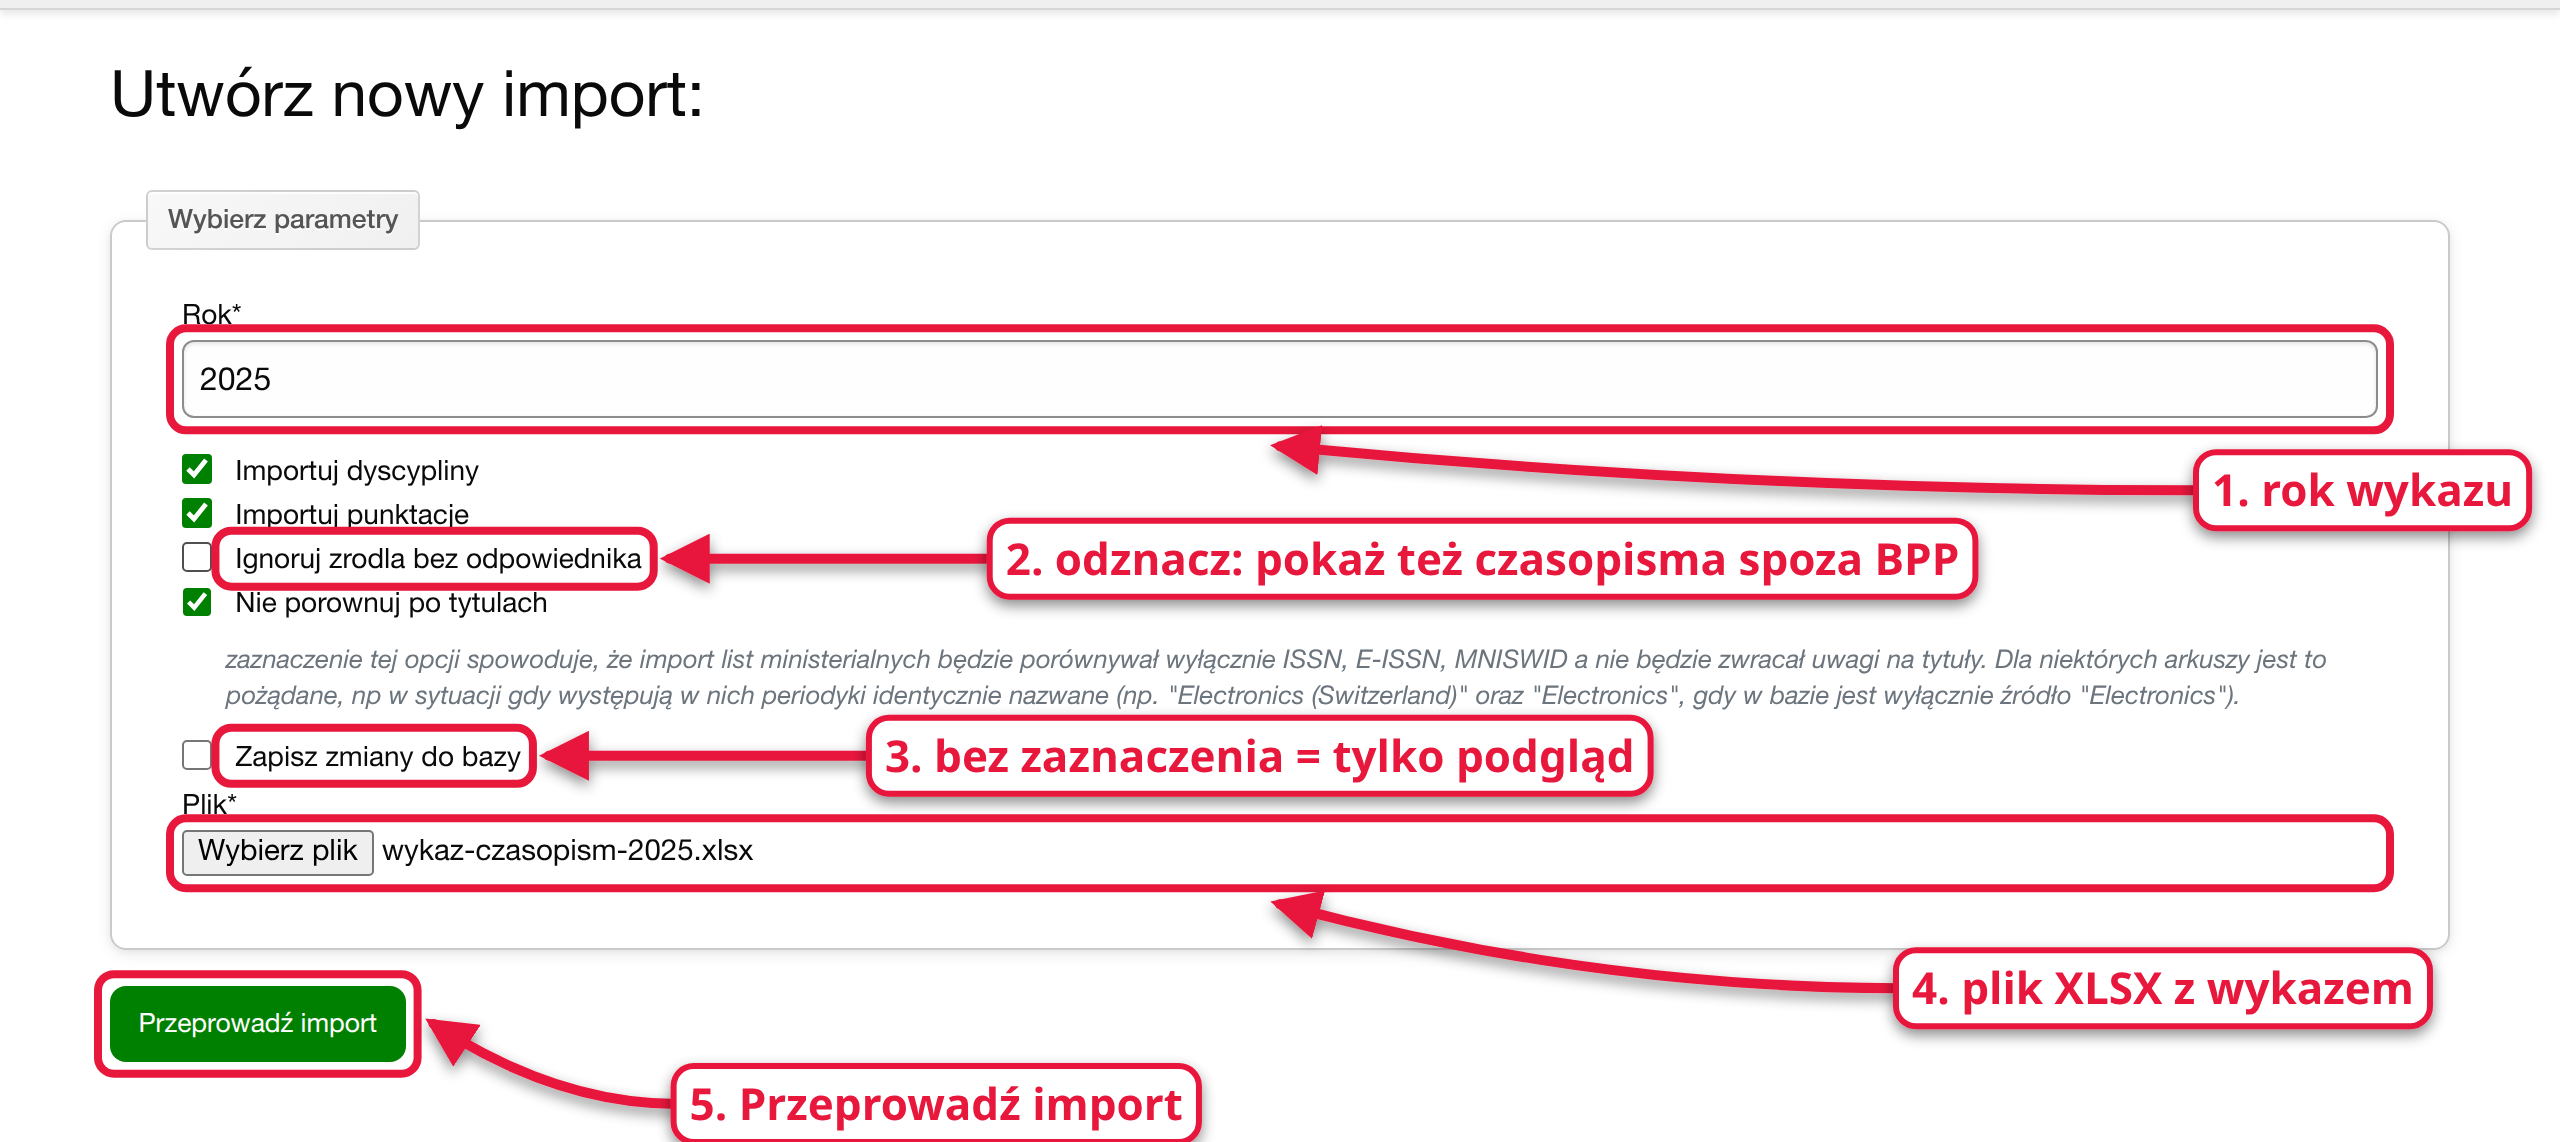 Utwórz nowy import:
Wybierz parametry
Rok*
2025
Importuj dyscypliny
1. rok wykazu
Importuj punktacje
Ignoruj zrodla bez odpowiednika
2. odznacz: pokaż też czasopisma spoza BPP
Nie porownuj po tytulach
zaznaczenie tej opcji spowoduje, że import list ministerialnych będzie porównywał wyłącznie ISSN, E-ISSN, MNISWID a nie będzie zwracał uwagi na tytuły. Dla niektórych arkuszy jest to
pożądane, np w sytuacji gdy występują w nich periodyki identycznie nazwane (np. "Electronics (Switzerland)" oraz "Electronics", gdy w bazie jest wyłącznie źródło "Electronics").
Zapisz zmiany do bazy
3. bez zaznaczenia = tylko podgląd
Plik*
Wybierz plik wykaz-czasopism-2025.xlsx
4. plik XLSX z wykazem
Przeprowadź import
5. Przeprowadź import